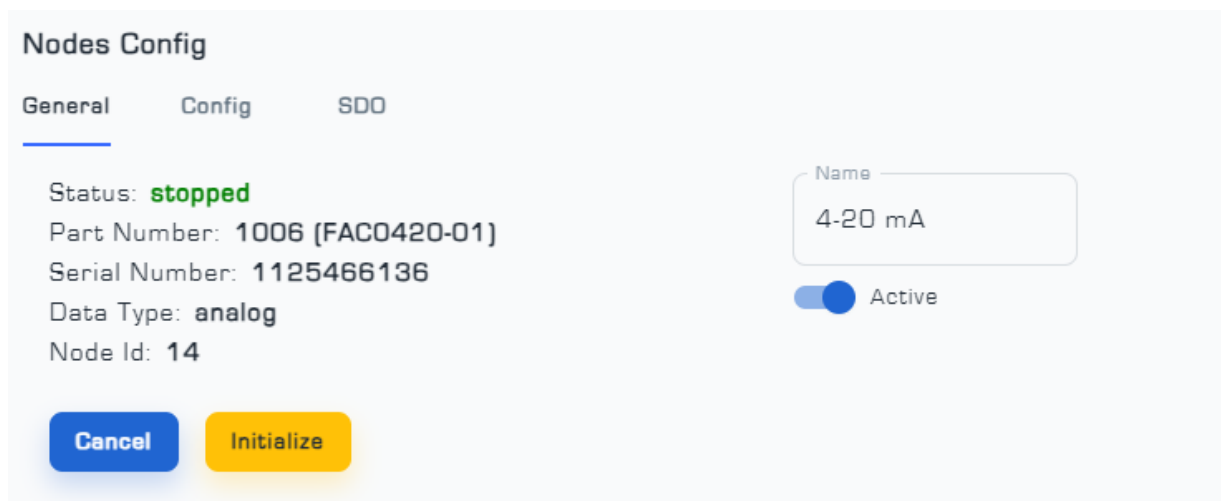 Nodes Config
General Config SDO
Status: stopped
Part Number: 1006 (FAC0420-01)
Serial Number: 1125466136
Data Type: analog
Node Id: 14
Name
4-20 mA
Active
Cancel Initialize